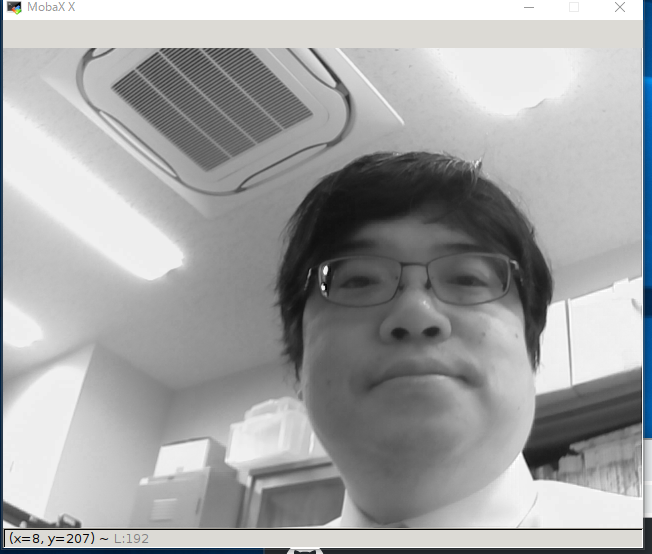 MobaX X
(x=8, y=207) ~ L:192